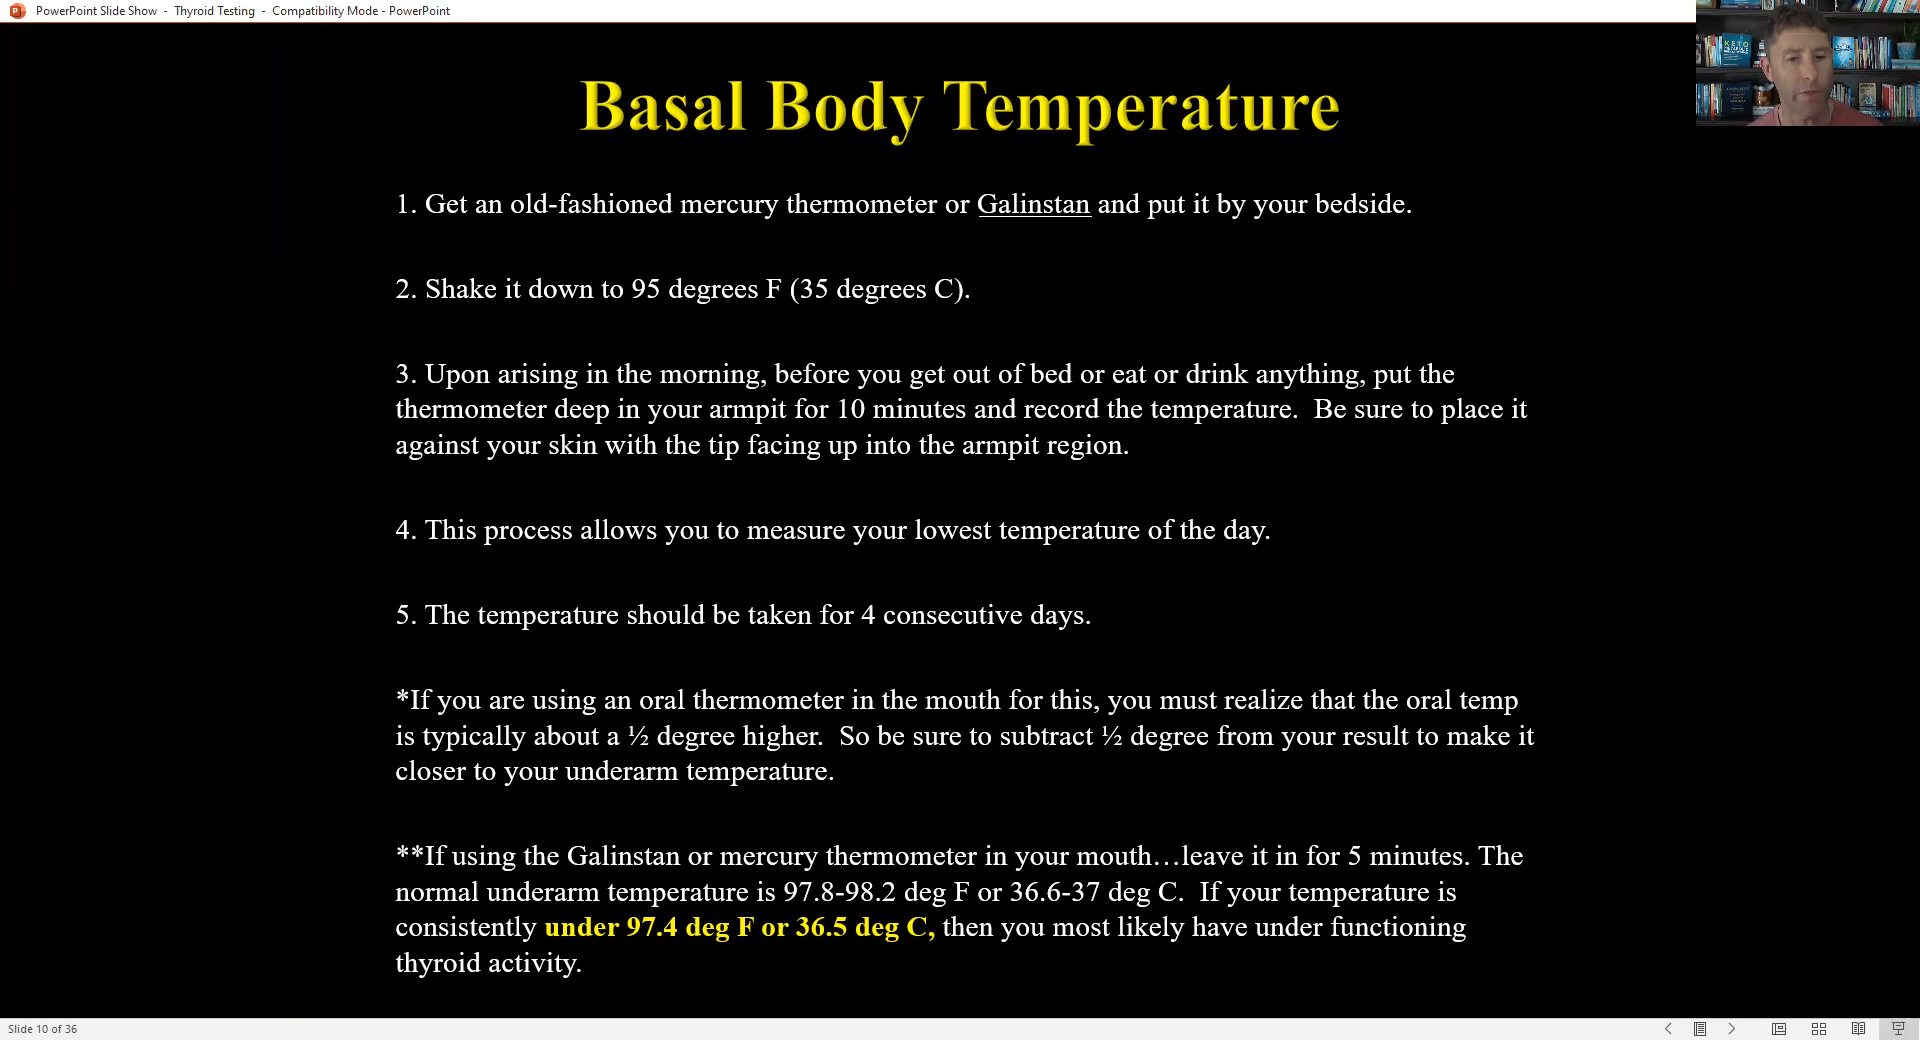 PowerPoint Slide Show - Thyroid Testing - Compatibility Mode - PowerPoint
KETO
Basal Body Temperature
1. Get an old-fashioned mercury thermometer or Galinstan and put it by your bedside.
2. Shake it down to 95 degrees F (35 degrees C).
3. Upon arising in the morning, before you get out of bed or eat or drink anything, put the
thermometer deep in your armpit for 10 minutes and record the temperature.  Be sure to place it
against your skin with the tip facing up into the armpit region.
4. This process allows you to measure your lowest temperature of the day.
5. The temperature should be taken for 4 consecutive days.
*If you are using an oral thermometer in the mouth for this, you must realize that the oral temp
is typically about a ½ degree higher.  So be sure to subtract ½ degree from your result to make it
closer to your underarm temperature.
**If using the Galinstan or mercury thermometer in your mouth…leave it in for 5 minutes. The
normal underarm temperature is 97.8-98.2 deg F or 36.6-37 deg C.  If your temperature is
consistently under 97.4 deg F or 36.5 deg C, then you most likely have under functioning
thyroid activity.
Slide 10 of 36